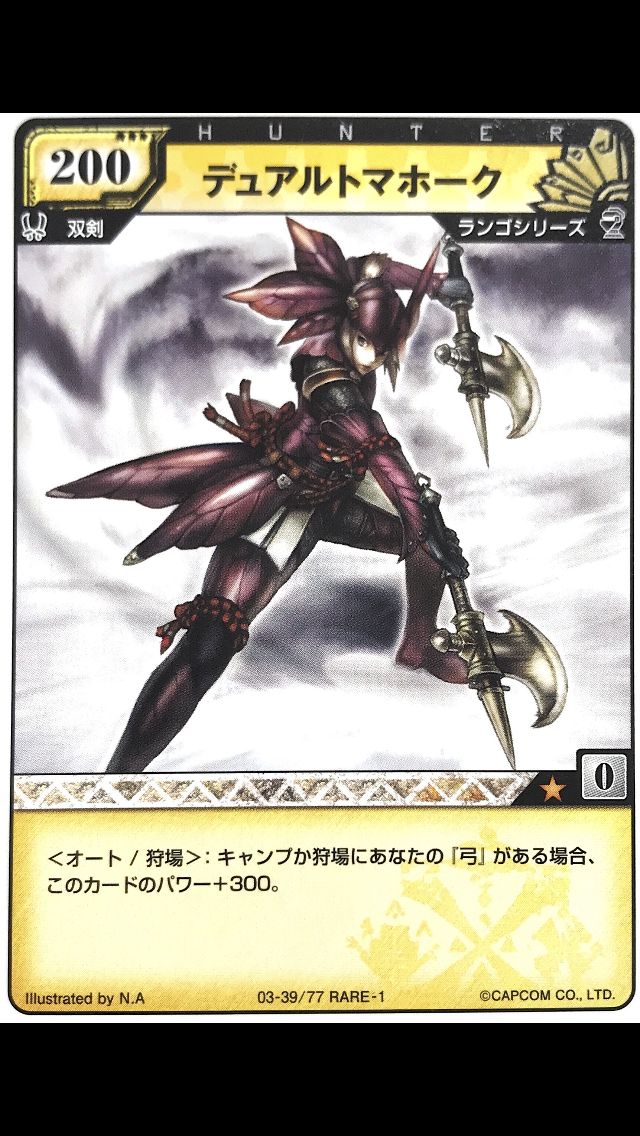 HUNTER
200
デュアルトマホーク
双剣
ランゴシリーズ
0
<オート / 狩場>：キャンプか狩場にあなたの『弓』がある場合、
このカードのパワー＋300。
Illustrated by N.A
03-39/77 RARE-1
©CAPCOM CO., LTD.